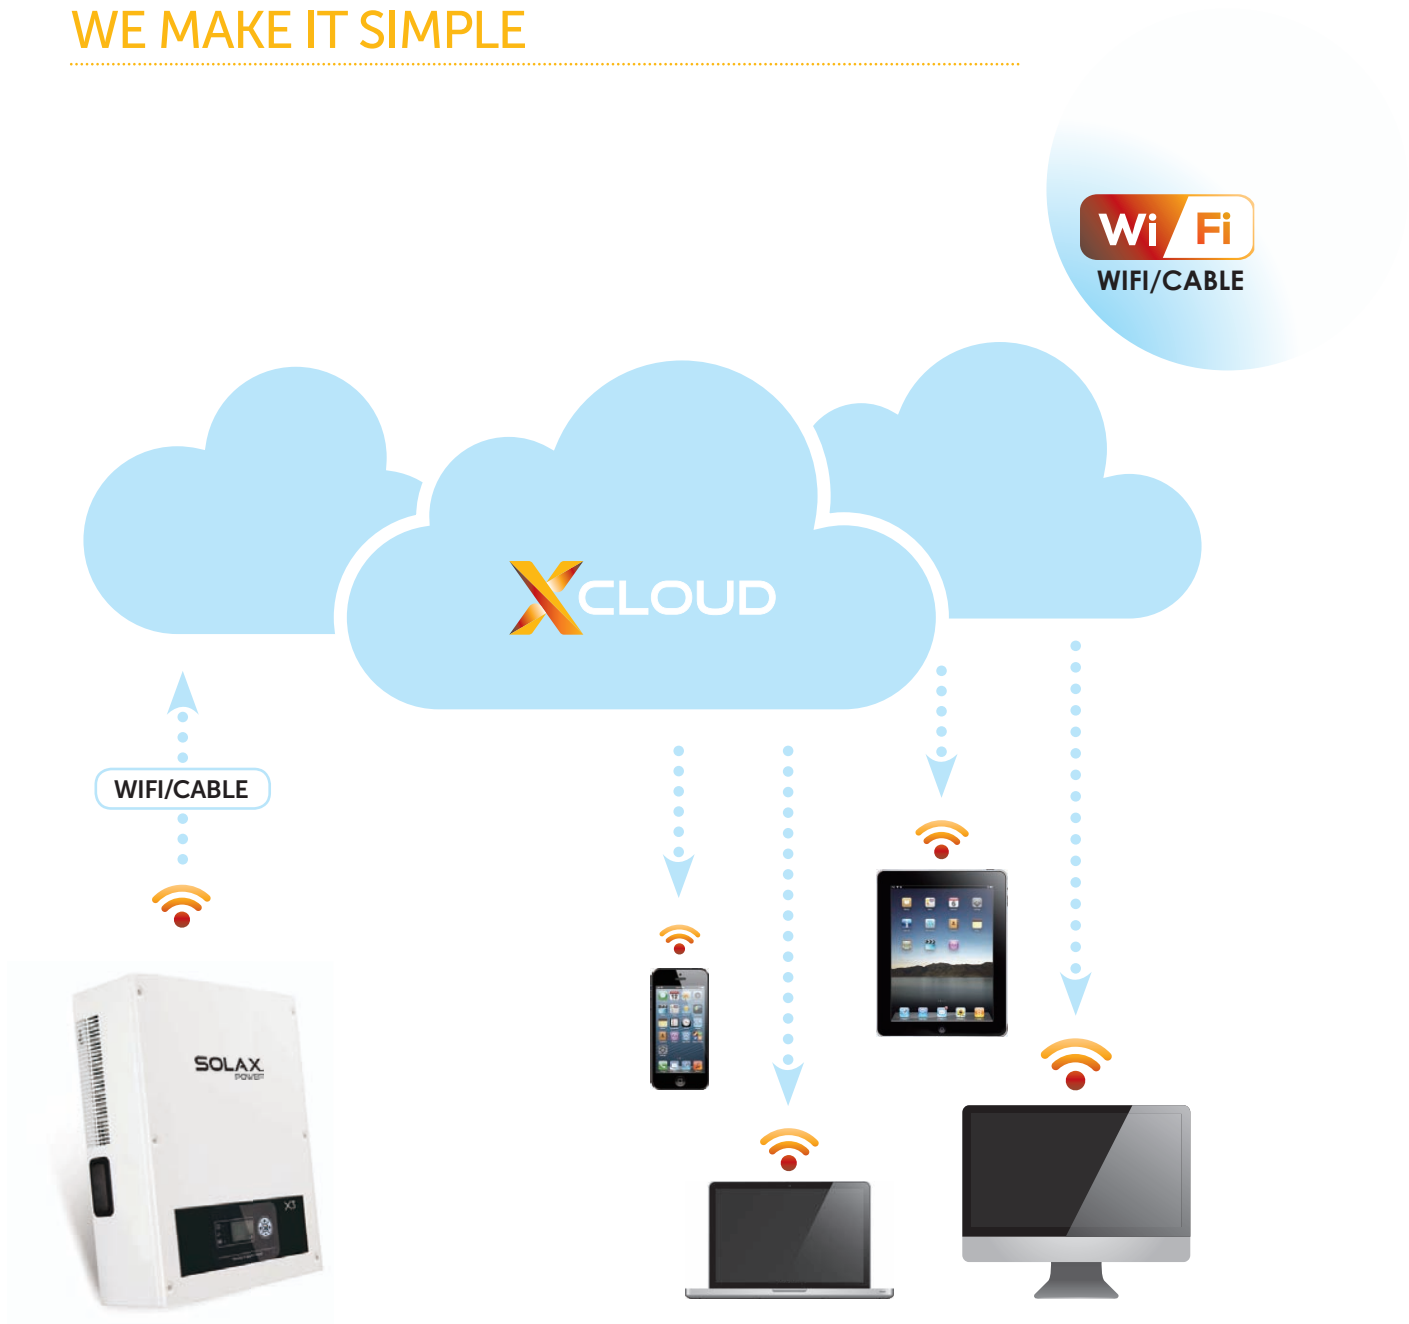 WE MAKE IT SIMPLE
Wi Fi
WIFI/CABLE
XCLOUD
WIFI/CABLE
SOLAX
POWER
X3